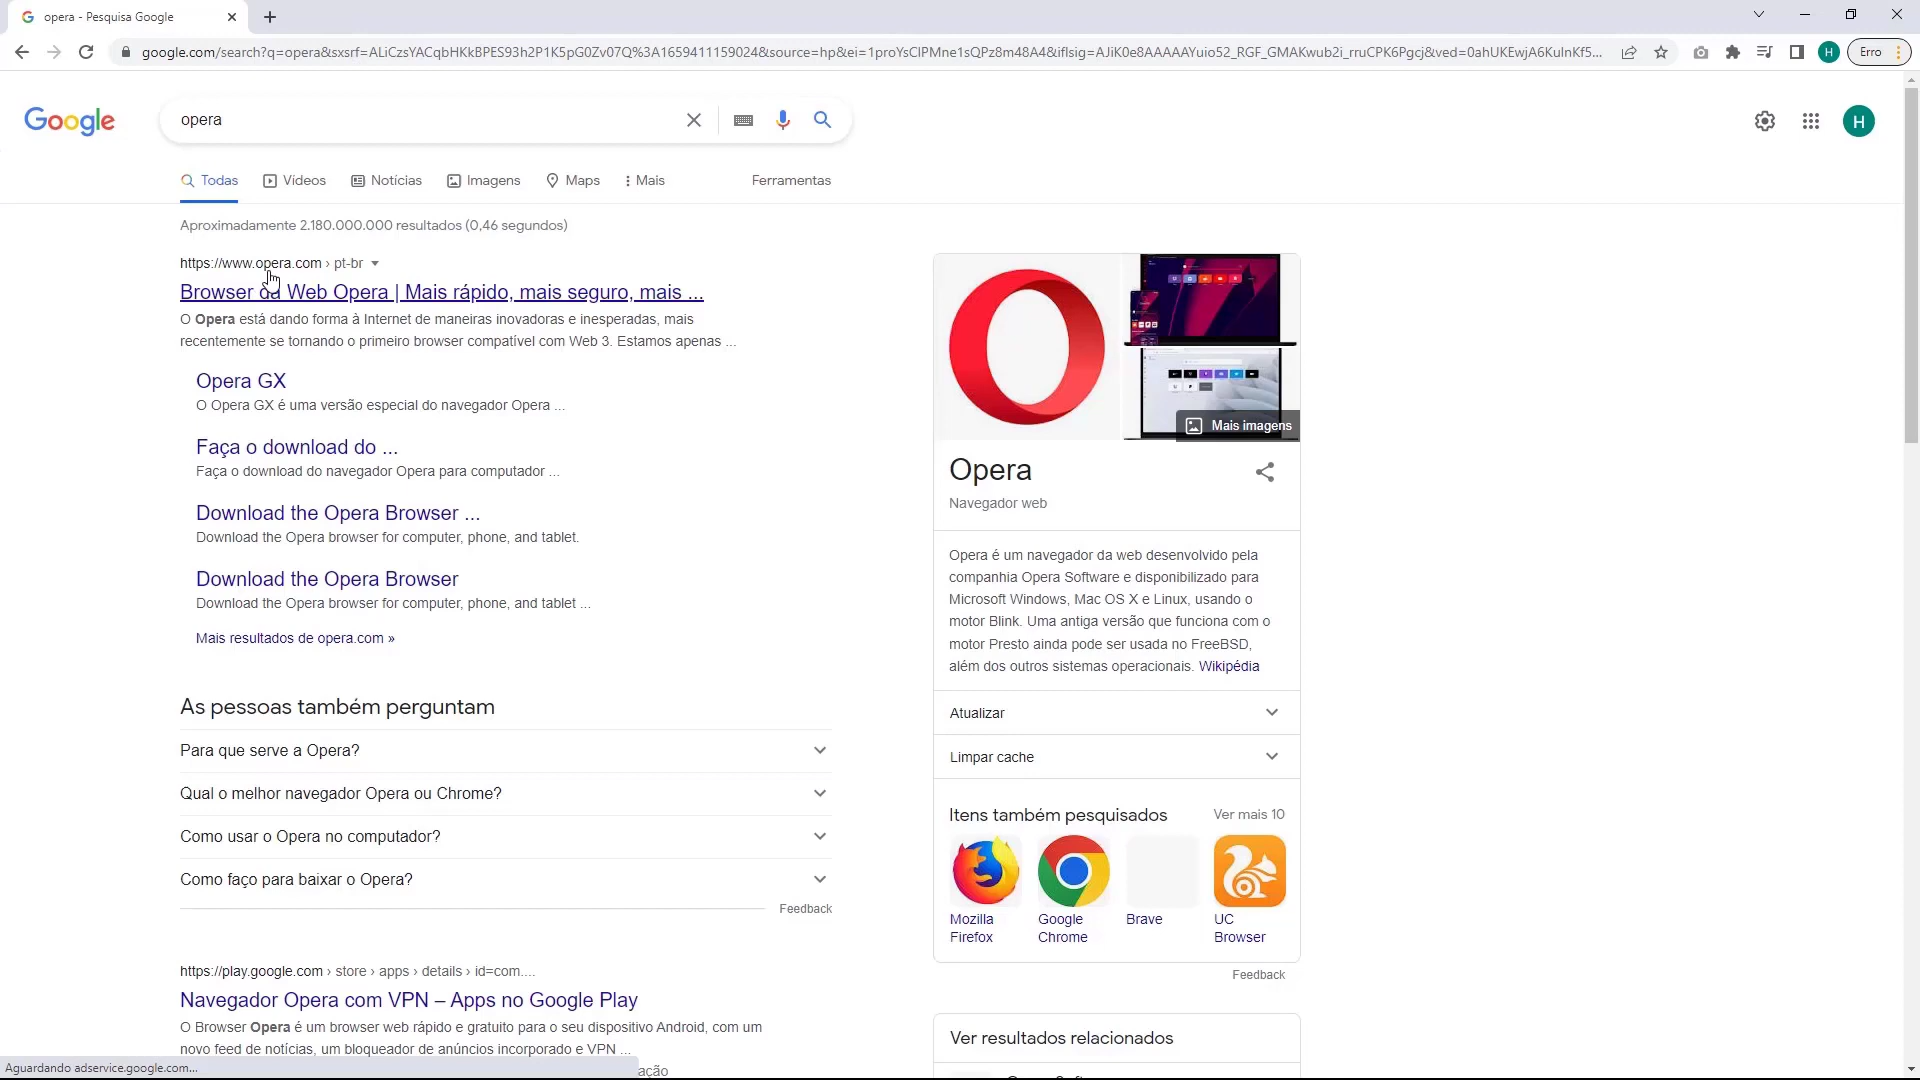 opera - Pesquisa Google
google.com/search?q=opera&sxsrf=ALiCzsYACqbHKkBPES93h2P1K5pG0Zv07Q%3A1659411159024&source=hp&ei=1proYsClPMne1sQPz8m48A4&iflsig=AJiK0e8AAAAAYuio52_RGF_GMAKwub2i_rruCPK6Pgcj&ved=0ahUKEwjA6KuInKf5...
H
Erro
Google
opera
H
Todas
Vídeos
Notícias
Imagens
Maps
Mais
Ferramentas
Aproximadamente 2.180.000.000 resultados (0,46 segundos)
https://www.opera.com › pt-br
Browser da Web Opera | Mais rápido, mais seguro, mais ...
O Opera está dando forma à Internet de maneiras inovadoras e inesperadas, mais
recentemente se tornando o primeiro browser compatível com Web 3. Estamos apenas ...
Opera GX
O Opera GX é uma versão especial do navegador Opera ...
Faça o download do ...
Faça o download do navegador Opera para computador ...
Download the Opera Browser ...
Download the Opera browser for computer, phone, and tablet.
Download the Opera Browser
Download the Opera browser for computer, phone, and tablet ...
Mais resultados de opera.com »
As pessoas também perguntam
Para que serve a Opera?
Qual o melhor navegador Opera ou Chrome?
Como usar o Opera no computador?
Como faço para baixar o Opera?
Feedback
https://play.google.com › store › apps › details › id=com....
Navegador Opera com VPN – Apps no Google Play
O Browser Opera é um browser web rápido e gratuito para o seu dispositivo Android, com um
novo feed de notícias, um bloqueador de anúncios incorporado e VPN ...
ação
Aguardando adservice.google.com...
Mais imagens
Opera
Navegador web
Opera é um navegador da web desenvolvido pela
companhia Opera Software e disponibilizado para
Microsoft Windows, Mac OS X e Linux, usando o
motor Blink. Uma antiga versão que funciona com o
motor Presto ainda pode ser usada no FreeBSD,
além dos outros sistemas operacionais. Wikipédia
Atualizar
Limpar cache
Itens também pesquisados
Ver mais 10
Mozilla
Firefox
Google
Chrome
Brave
UC
Browser
Feedback
Ver resultados relacionados